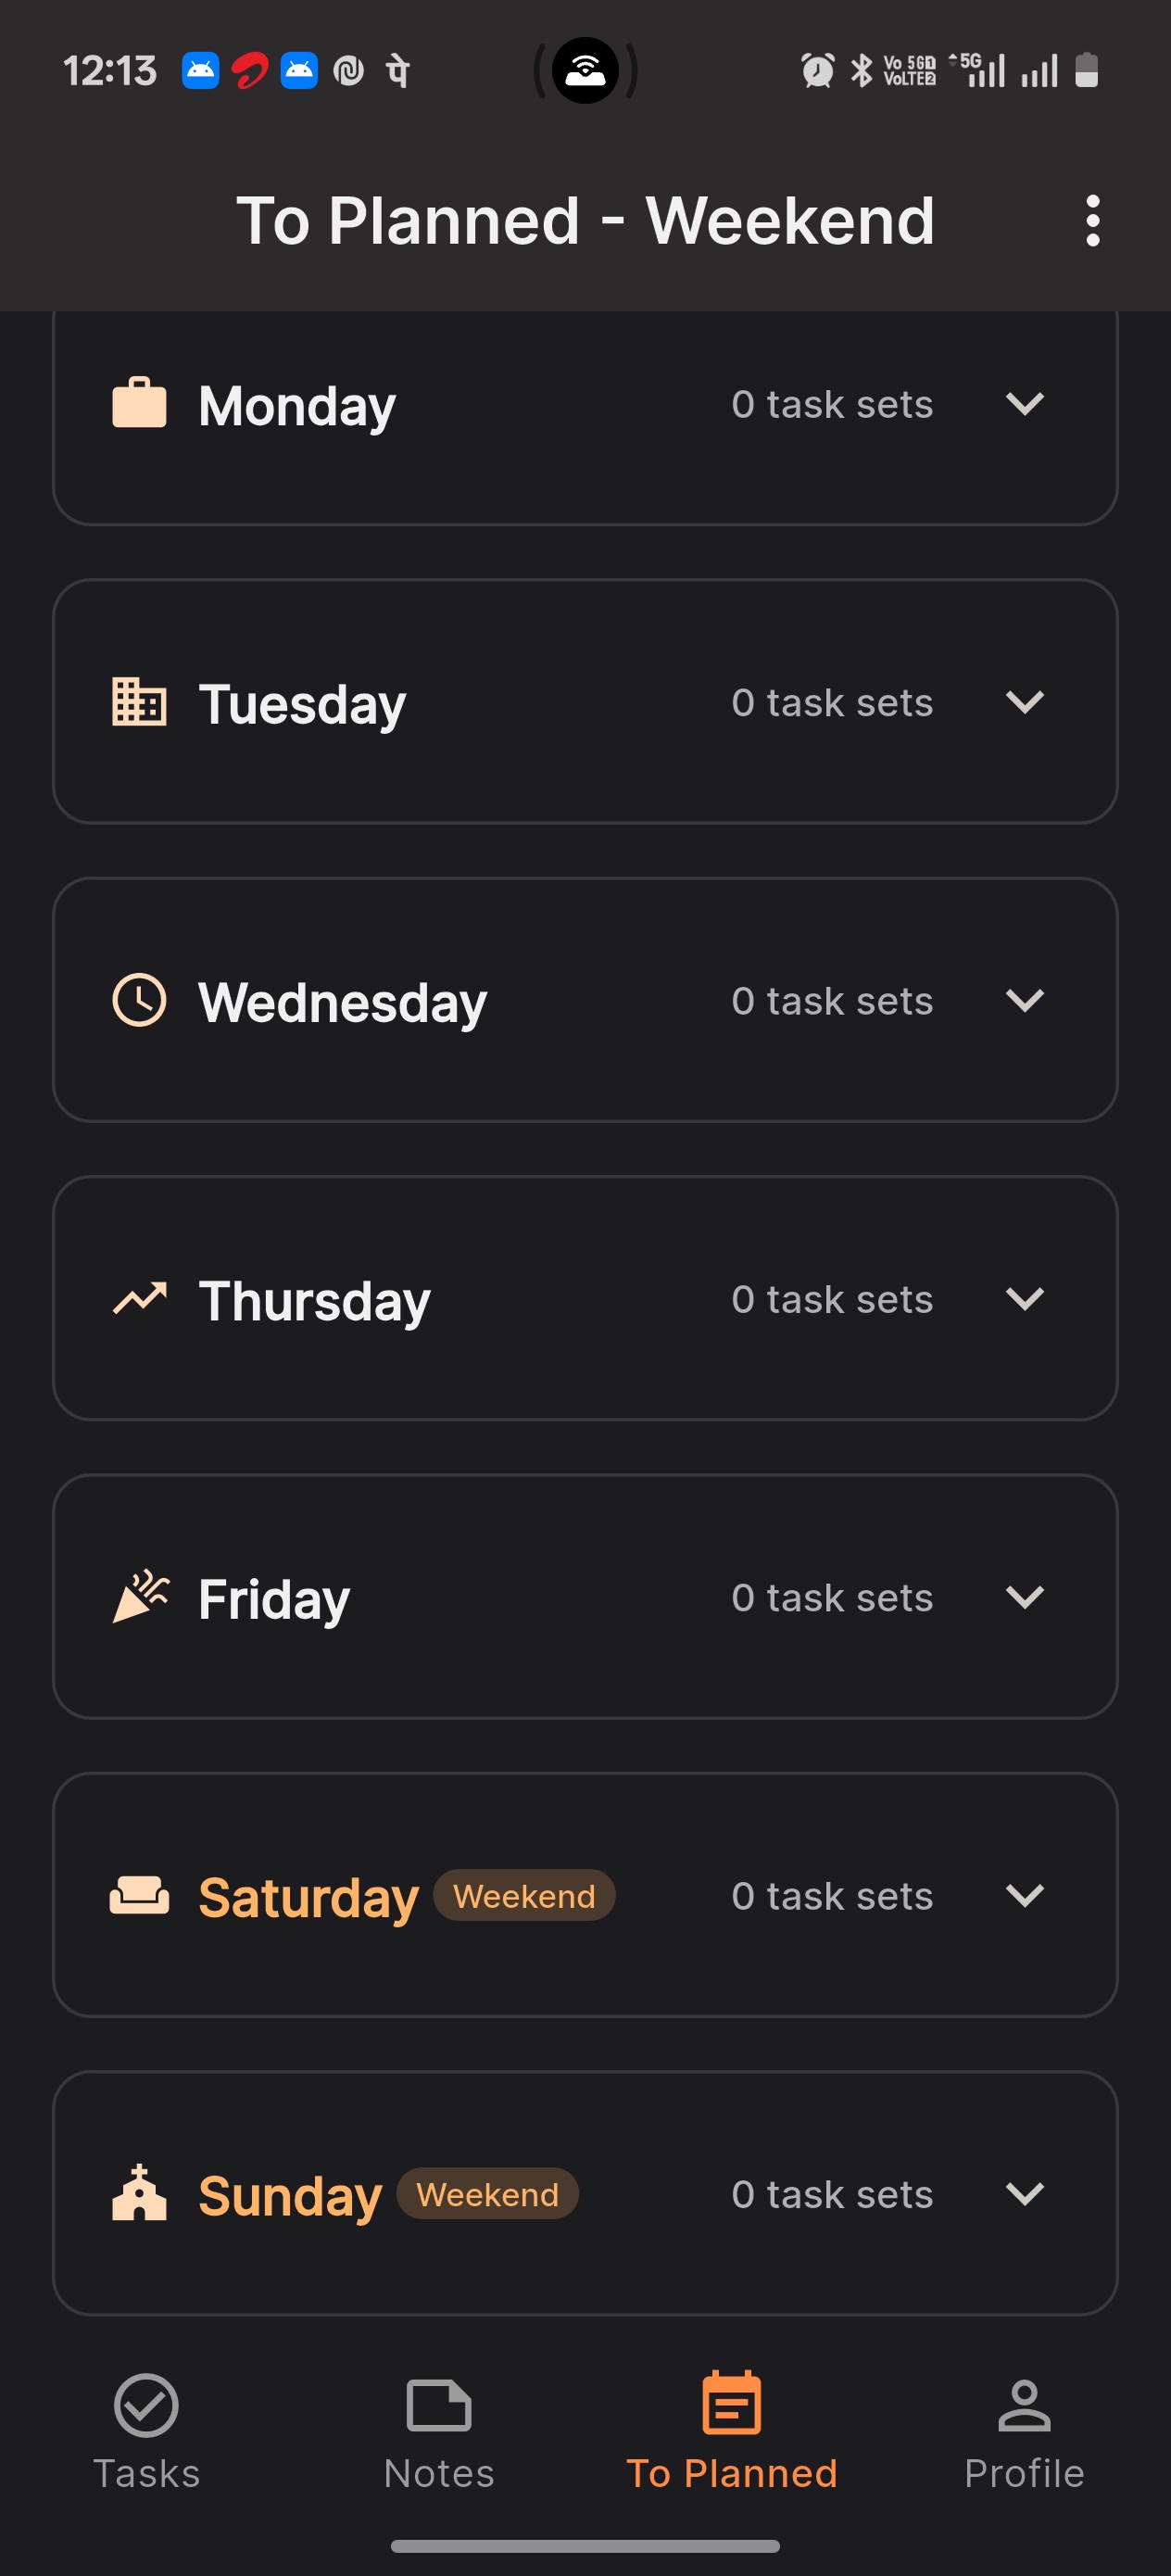 12:13 पे Vo 5G 1 VoLTE 2 5G
To Planned - Weekend
Monday 0 task sets
Tuesday 0 task sets
Wednesday 0 task sets
Thursday 0 task sets
Friday 0 task sets
Saturday Weekend 0 task sets
Sunday Weekend 0 task sets
Tasks Notes To Planned Profile